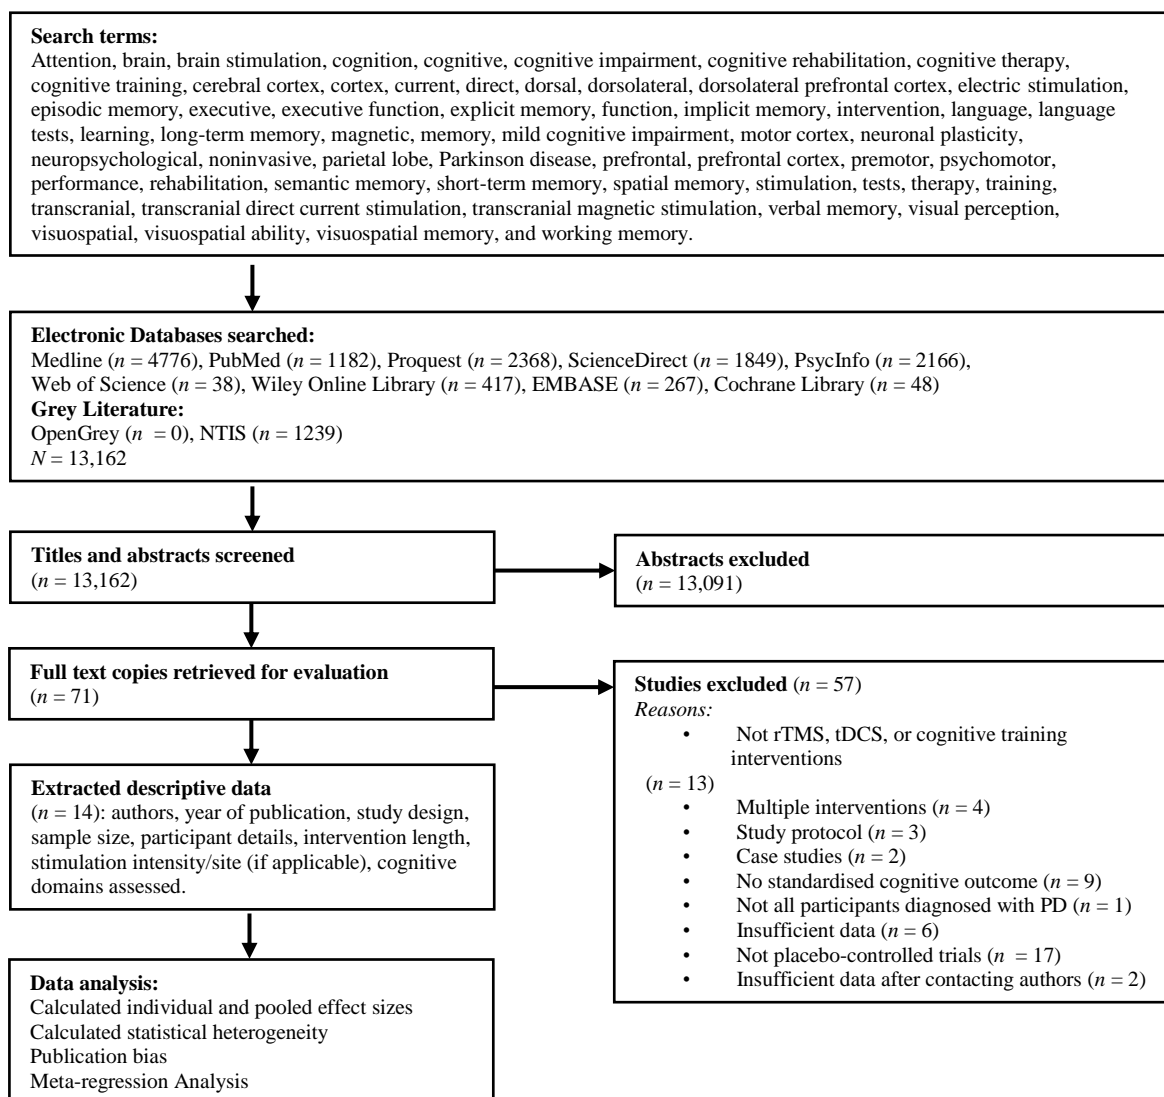 Search terms:
Attention, brain, brain stimulation, cognition, cognitive, cognitive impairment, cognitive rehabilitation, cognitive therapy,
cognitive training, cerebral cortex, cortex, current, direct, dorsal, dorsolateral, dorsolateral prefrontal cortex, electric stimulation,
episodic memory, executive, executive function, explicit memory, function, implicit memory, intervention, language, language
tests, learning, long-term memory, magnetic, memory, mild cognitive impairment, motor cortex, neuronal plasticity,
neuropsychological, noninvasive, parietal lobe, Parkinson disease, prefrontal, prefrontal cortex, premotor, psychomotor,
performance, rehabilitation, semantic memory, short-term memory, spatial memory, stimulation, tests, therapy, training,
transcranial, transcranial direct current stimulation, transcranial magnetic stimulation, verbal memory, visual perception,
visuospatial, visuospatial ability, visuospatial memory, and working memory.
Electronic Databases searched:
Medline (n = 4776), PubMed (n = 1182), Proquest (n = 2368), ScienceDirect (n = 1849), PsycInfo (n = 2166),
Web of Science (n = 38), Wiley Online Library (n = 417), EMBASE (n = 267), Cochrane Library (n = 48)
Grey Literature:
OpenGrey (n = 0), NTIS (n = 1239)
N = 13,162
Titles and abstracts screened
(n = 13,162)
Abstracts excluded
(n = 13,091)
Full text copies retrieved for evaluation
(n = 71)
Studies excluded (n = 57)
Reasons:
• Not rTMS, tDCS, or cognitive training
interventions
(n = 13)
• Multiple interventions (n = 4)
• Study protocol (n = 3)
• Case studies (n = 2)
• No standardised cognitive outcome (n = 9)
• Not all participants diagnosed with PD (n = 1)
• Insufficient data (n = 6)
• Not placebo-controlled trials (n = 17)
• Insufficient data after contacting authors (n = 2)
Extracted descriptive data
(n = 14): authors, year of publication, study design,
sample size, participant details, intervention length,
stimulation intensity/site (if applicable), cognitive
domains assessed.
Data analysis:
Calculated individual and pooled effect sizes
Calculated statistical heterogeneity
Publication bias
Meta-regression Analysis